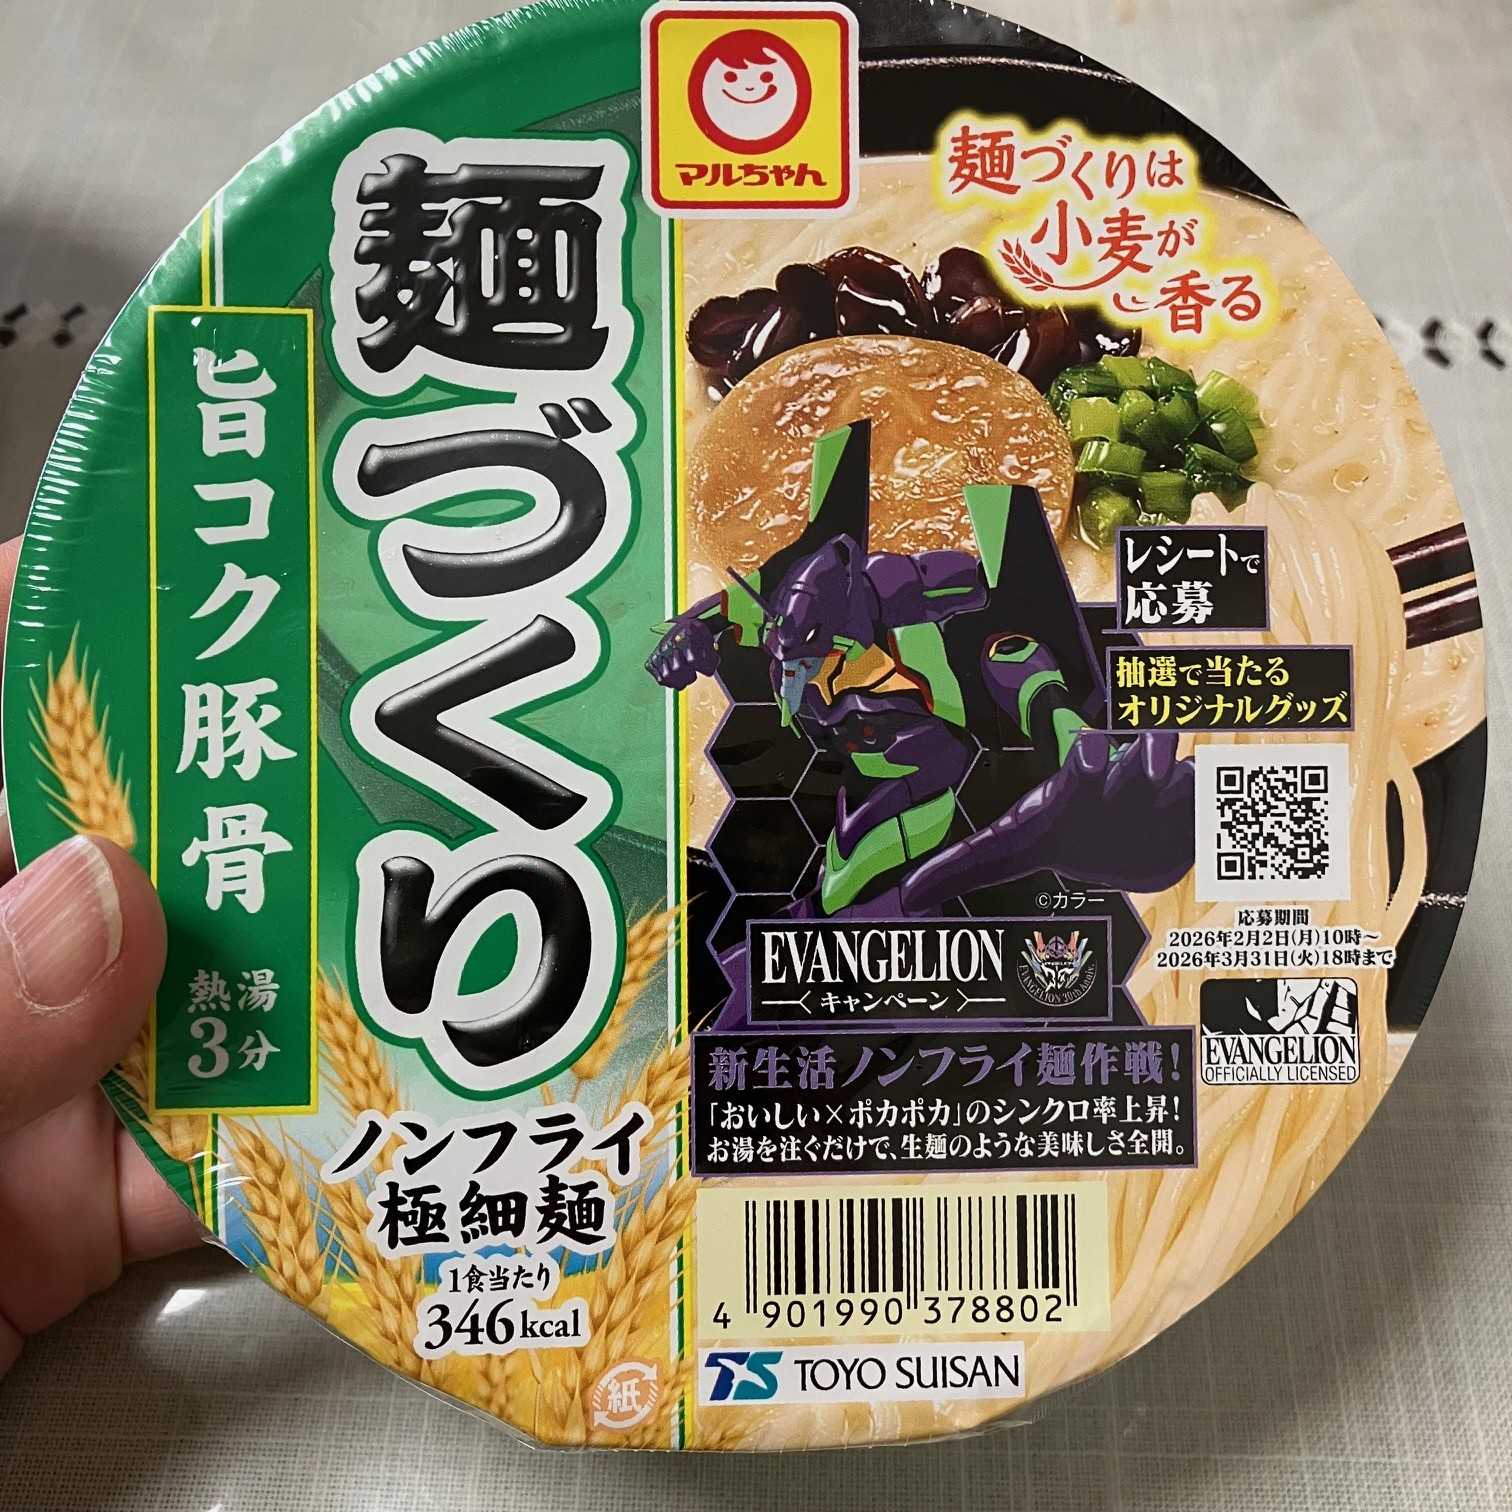 マルちゃん
麺づくり
旨コク豚骨
熱湯
3分
ノンフライ
極細麺
1食当たり
346kcal
紙
麺づくりは
小麦が
香る
レシートで
応募
抽選で当たる
オリジナルグッズ
応募期間
2026年2月2日(月)10時~
2026年3月31日(火)18時まで
©カラー
EVANGELION
キャンペーン
EVANGELION 30th Anniv.
EVANGELION
OFFICIALLY LICENSED
新生活ノンフライ麺作戦!
「おいしい×ポカポカ」のシンクロ率上昇!
お湯を注ぐだけで、生麺のような美味しさ全開。
4 901990 378802
TS TOYO SUISAN